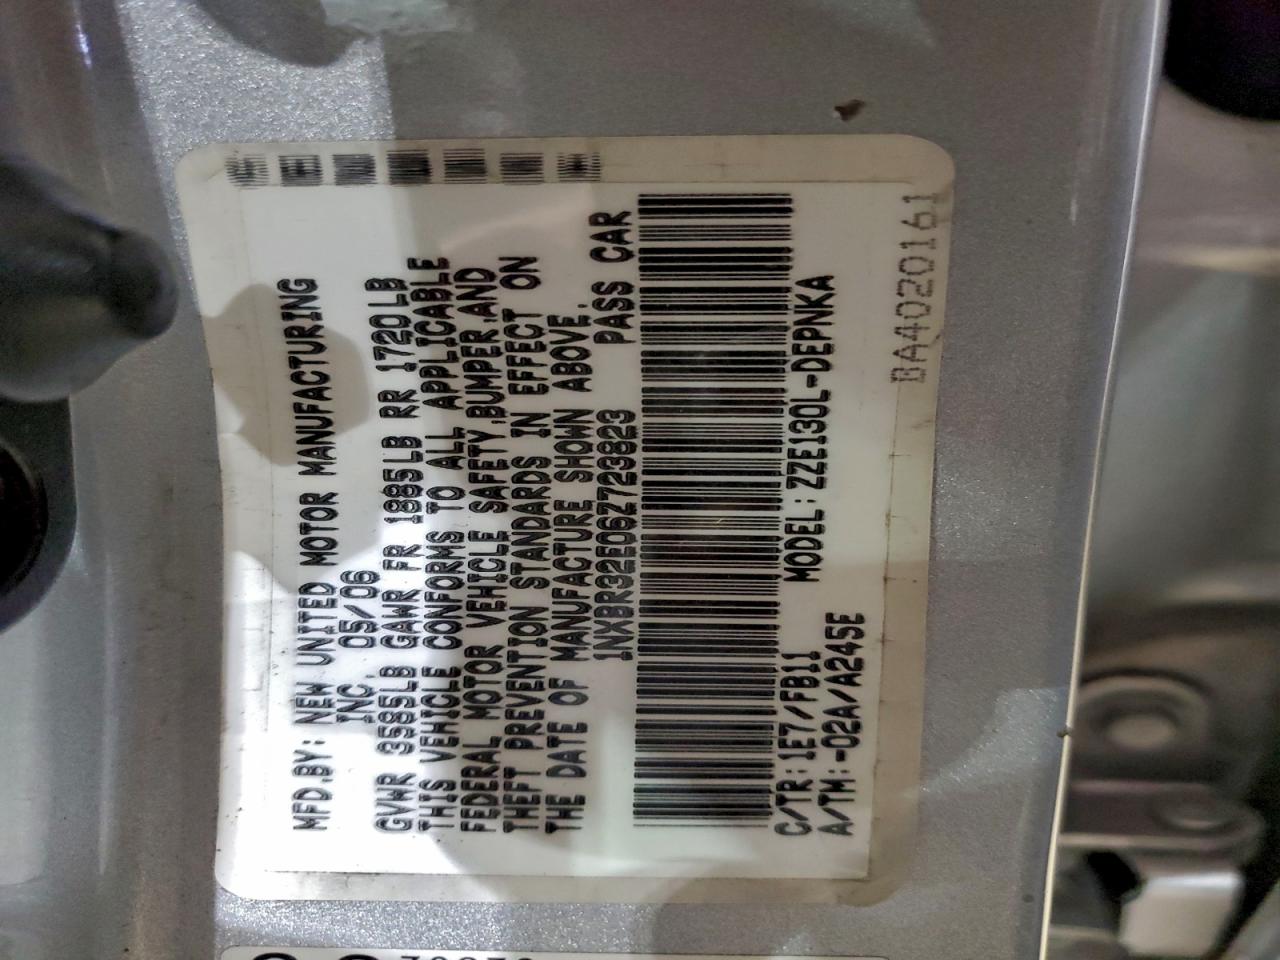 MFD.BY: NEW UNITED MOTOR MANUFACTURING
INC. 05/06
GVWR 3585LB GAWR FR 1885LB RR 1720LB
THIS VEHICLE CONFORMS TO ALL APPLICABLE
FEDERAL MOTOR VEHICLE SAFETY,BUMPER,AND
THEFT PREVENTION STANDARDS IN EFFECT ON
THE DATE OF MANUFACTURE SHOWN ABOVE.
1NXBR32E06Z723823 PASS CAR
C/TR:1E7/FB11 MODEL:ZZE130L-DEPNKA
A/TM:-02A/A245E
BA4020161